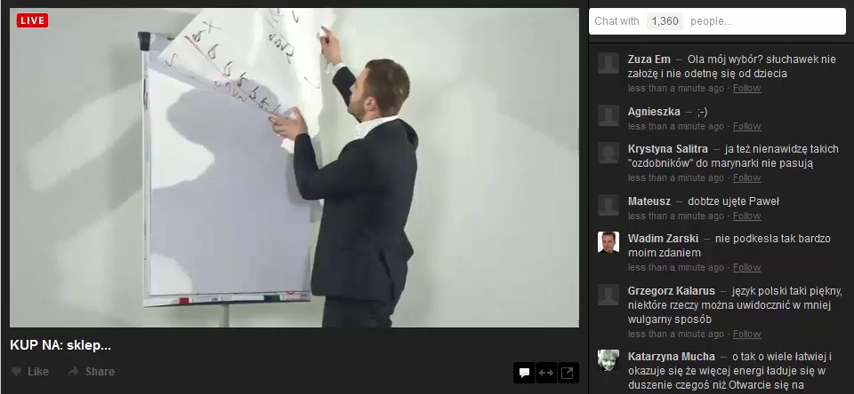 LIVE
KUP NA: sklep...
Like
Share
Chat with 1,360 people...
Zuza Em – Ola mój wybór? słuchawek nie
założę i nie odetnę się od dziecia
less than a minute ago · Follow
Agnieszka – ;-)
less than a minute ago · Follow
Krystyna Salitra – ja też nienawidzę takich
"ozdobników" do marynarki nie pasują
less than a minute ago · Follow
Mateusz – dobtze ujęte Paweł
less than a minute ago · Follow
Wadim Zarski – nie podkesla tak bardzo
moim zdaniem
less than a minute ago · Follow
Grzegorz Kalarus – język polski taki piękny,
niektóre rzeczy można uwidocznić w mniej
wulgarny sposób
less than a minute ago · Follow
Katarzyna Mucha – o tak o wiele łatwiej i
okazuje się że więcej energi ładuje się w
duszenie czegoś niż Otwarcie się na